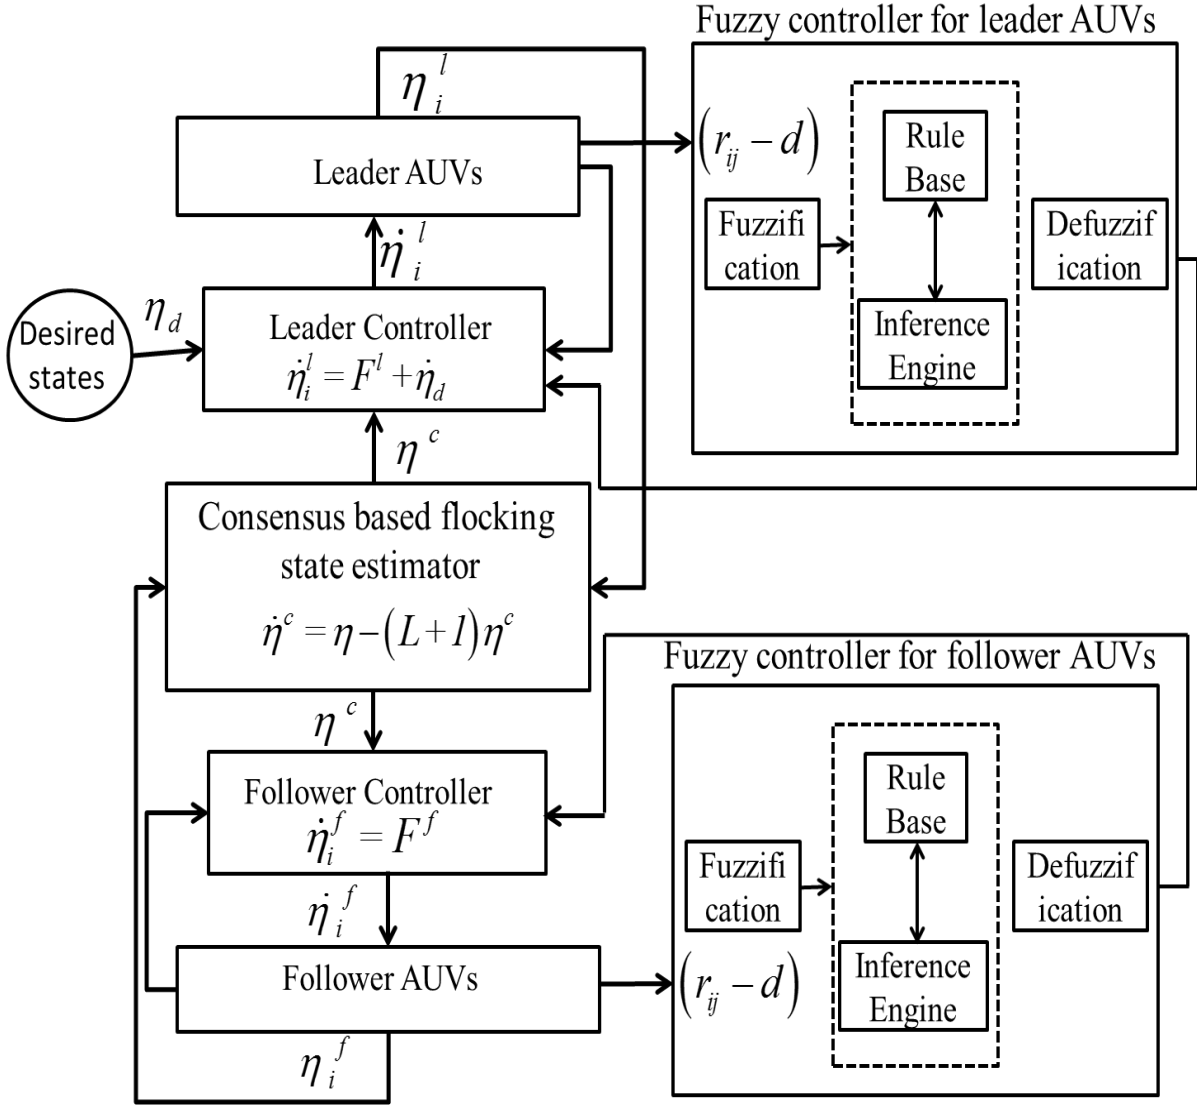 Fuzzy controller for leader AUVs
η_i^l
(r_ij − d)
Rule
Base
Leader AUVs
Fuzzifi
cation
Defuzzif
ication
η̇_i^l
η_d
Desired
states
Leader Controller
η̇_i^l = F^l + η̇_d
Inference
Engine
η^c
Consensus based flocking
state estimator
η̇^c = η − (L + 1) η^c
Fuzzy controller for follower AUVs
η^c
Follower Controller
η̇_i^f = F^f
Rule
Base
Fuzzifi
cation
Defuzzif
ication
η̇_i^f
Follower AUVs
(r_ij − d)
Inference
Engine
η_i^f